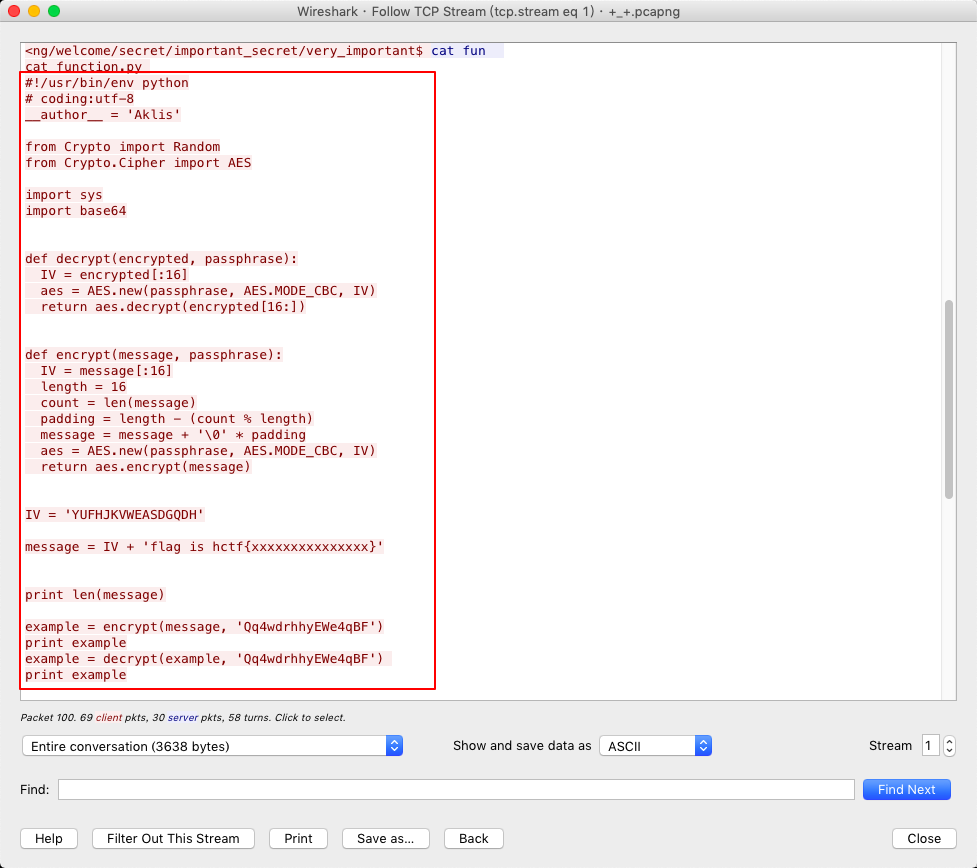 Wireshark · Follow TCP Stream (tcp.stream eq 1) · +_+.pcapng
<ng/welcome/secret/important_secret/very_important$ cat fun
cat function.py
#!/usr/bin/env python
# coding:utf-8
__author__ = 'Aklis'

from Crypto import Random
from Crypto.Cipher import AES

import sys
import base64


def decrypt(encrypted, passphrase):
  IV = encrypted[:16]
  aes = AES.new(passphrase, AES.MODE_CBC, IV)
  return aes.decrypt(encrypted[16:])


def encrypt(message, passphrase):
  IV = message[:16]
  length = 16
  count = len(message)
  padding = length - (count % length)
  message = message + '\0' * padding
  aes = AES.new(passphrase, AES.MODE_CBC, IV)
  return aes.encrypt(message)


IV = 'YUFHJKVWEASDGQDH'

message = IV + 'flag is hctf{xxxxxxxxxxxxxxx}'


print len(message)

example = encrypt(message, 'Qq4wdrhhyEWe4qBF')
print example
example = decrypt(example, 'Qq4wdrhhyEWe4qBF')
print example
Packet 100. 69 client pkts, 30 server pkts, 58 turns. Click to select.
Entire conversation (3638 bytes) Show and save data as ASCII Stream 1
Find: Find Next
Help Filter Out This Stream Print Save as... Back Close